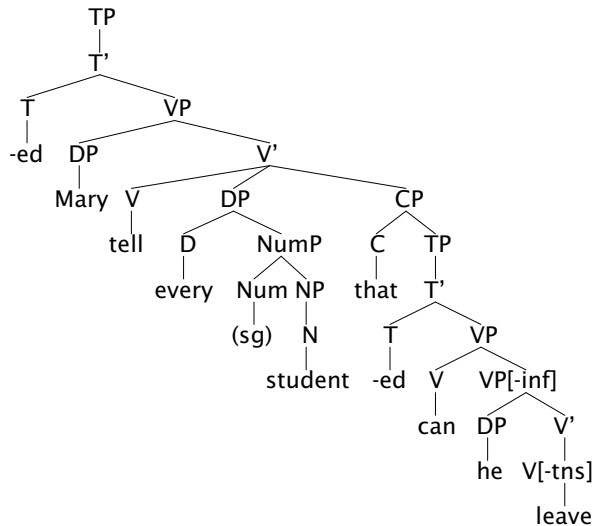 TP
T’
T VP
-ed DP V’
Mary V DP CP
tell D NumP C TP
every Num NP that T’
(sg) N T VP
student -ed V VP[-inf]
can DP V’
he V[-tns]
leave